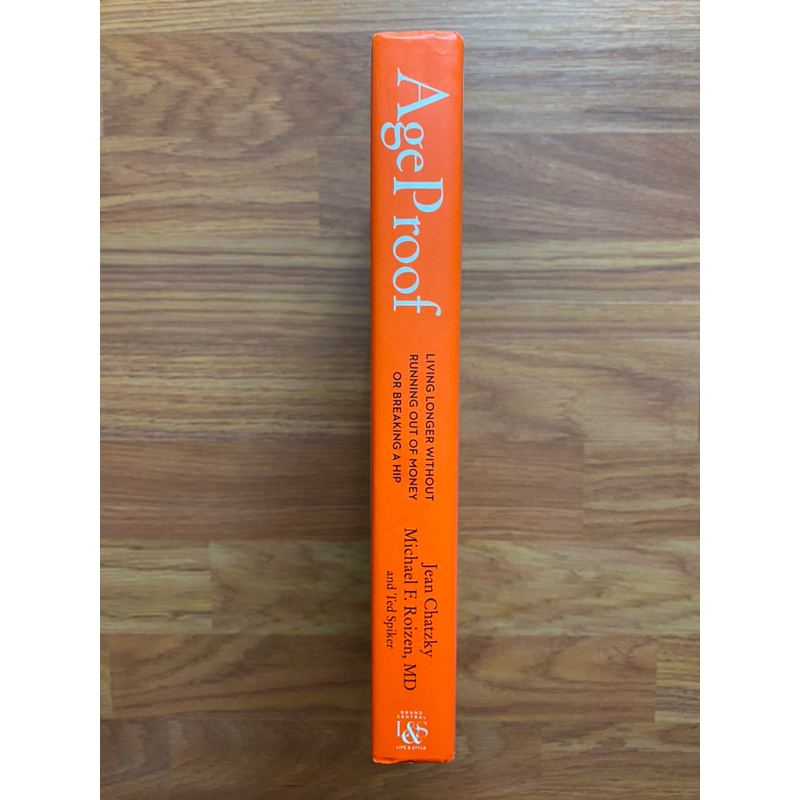 AgeProof
LIVING LONGER WITHOUT
RUNNING OUT OF MONEY
OR BREAKING A HIP
Jean Chatzky
Michael F. Roizen, MD
and Ted Spiker
GRAND
CENTRAL
L&S
LIFE & STYLE